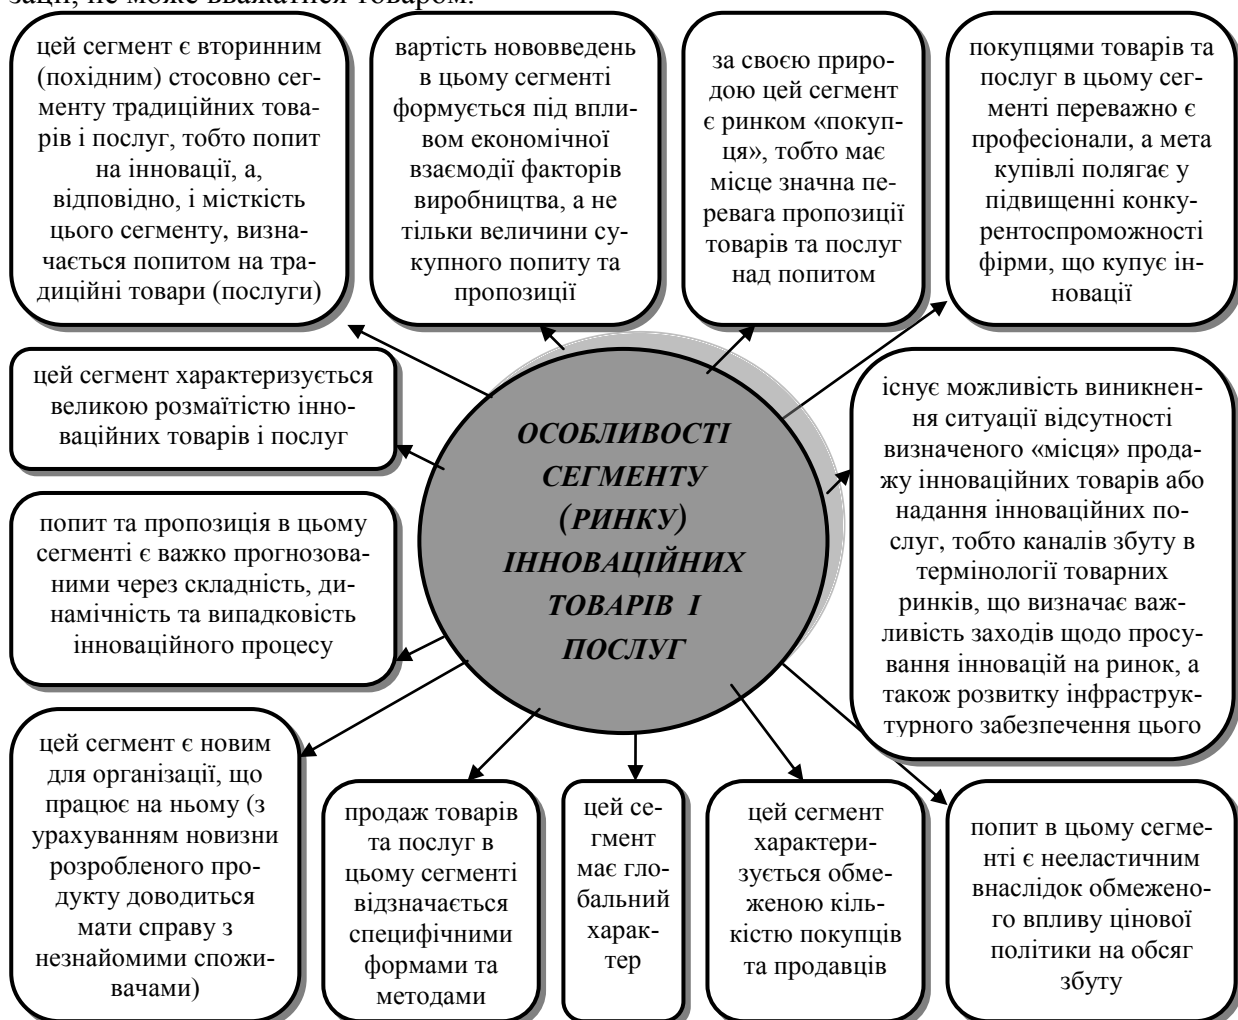 зації, не може вважатися товаром.
цей сегмент є вторинним
(похідним) стосовно сег-
менту традиційних това-
рів і послуг, тобто попит
на інновації, а,
відповідно, і місткість
цього сегменту, визна-
чається попитом на тра-
диційні товари (послуги)
вартість нововведень
в цьому сегменті
формується під впли-
вом економічної
взаємодії факторів
виробництва, а не
тільки величини су-
купного попиту та
пропозиції
за своєю приро-
дою цей сегмент
є ринком «покуп-
ця», тобто має
місце значна пе-
ревага пропозиції
товарів та послуг
над попитом
покупцями товарів та
послуг в цьому сег-
менті переважно є
професіонали, а мета
купівлі полягає у
підвищенні конку-
рентоспроможності
фірми, що купує ін-
новації
цей сегмент характеризується
великою розмаїтістю інно-
ваційних товарів і послуг
ОСОБЛИВОСТІ
СЕГМЕНТУ
(РИНКУ)
ІННОВАЦІЙНИХ
ТОВАРІВ І
ПОСЛУГ
існує можливість виникнен-
ня ситуації відсутності
визначеного «місця» прода-
жу інноваційних товарів або
надання інноваційних по-
слуг, тобто каналів збуту в
термінології товарних
ринків, що визначає важ-
ливість заходів щодо просу-
вання інновацій на ринок, а
також розвитку інфраструк-
турного забезпечення цього
попит та пропозиція в цьому
сегменті є важко прогнозова-
ними через складність, ди-
намічність та випадковість
інноваційного процесу
цей сегмент є новим
для організації, що
працює на ньому (з
урахуванням новизни
розробленого про-
дукту доводиться
мати справу з
незнайомими спожи-
вачами)
продаж товарів
та послуг в
цьому сегменті
відзначається
специфічними
формами та
методами
цей се-
гмент
має гло-
бальний
харак-
тер
цей сегмент
характери-
зується обме-
женою кіль-
кістю покупців
та продавців
попит в цьому сегме-
нті є нееластичним
внаслідок обмежено-
го впливу цінової
політики на обсяг
збуту